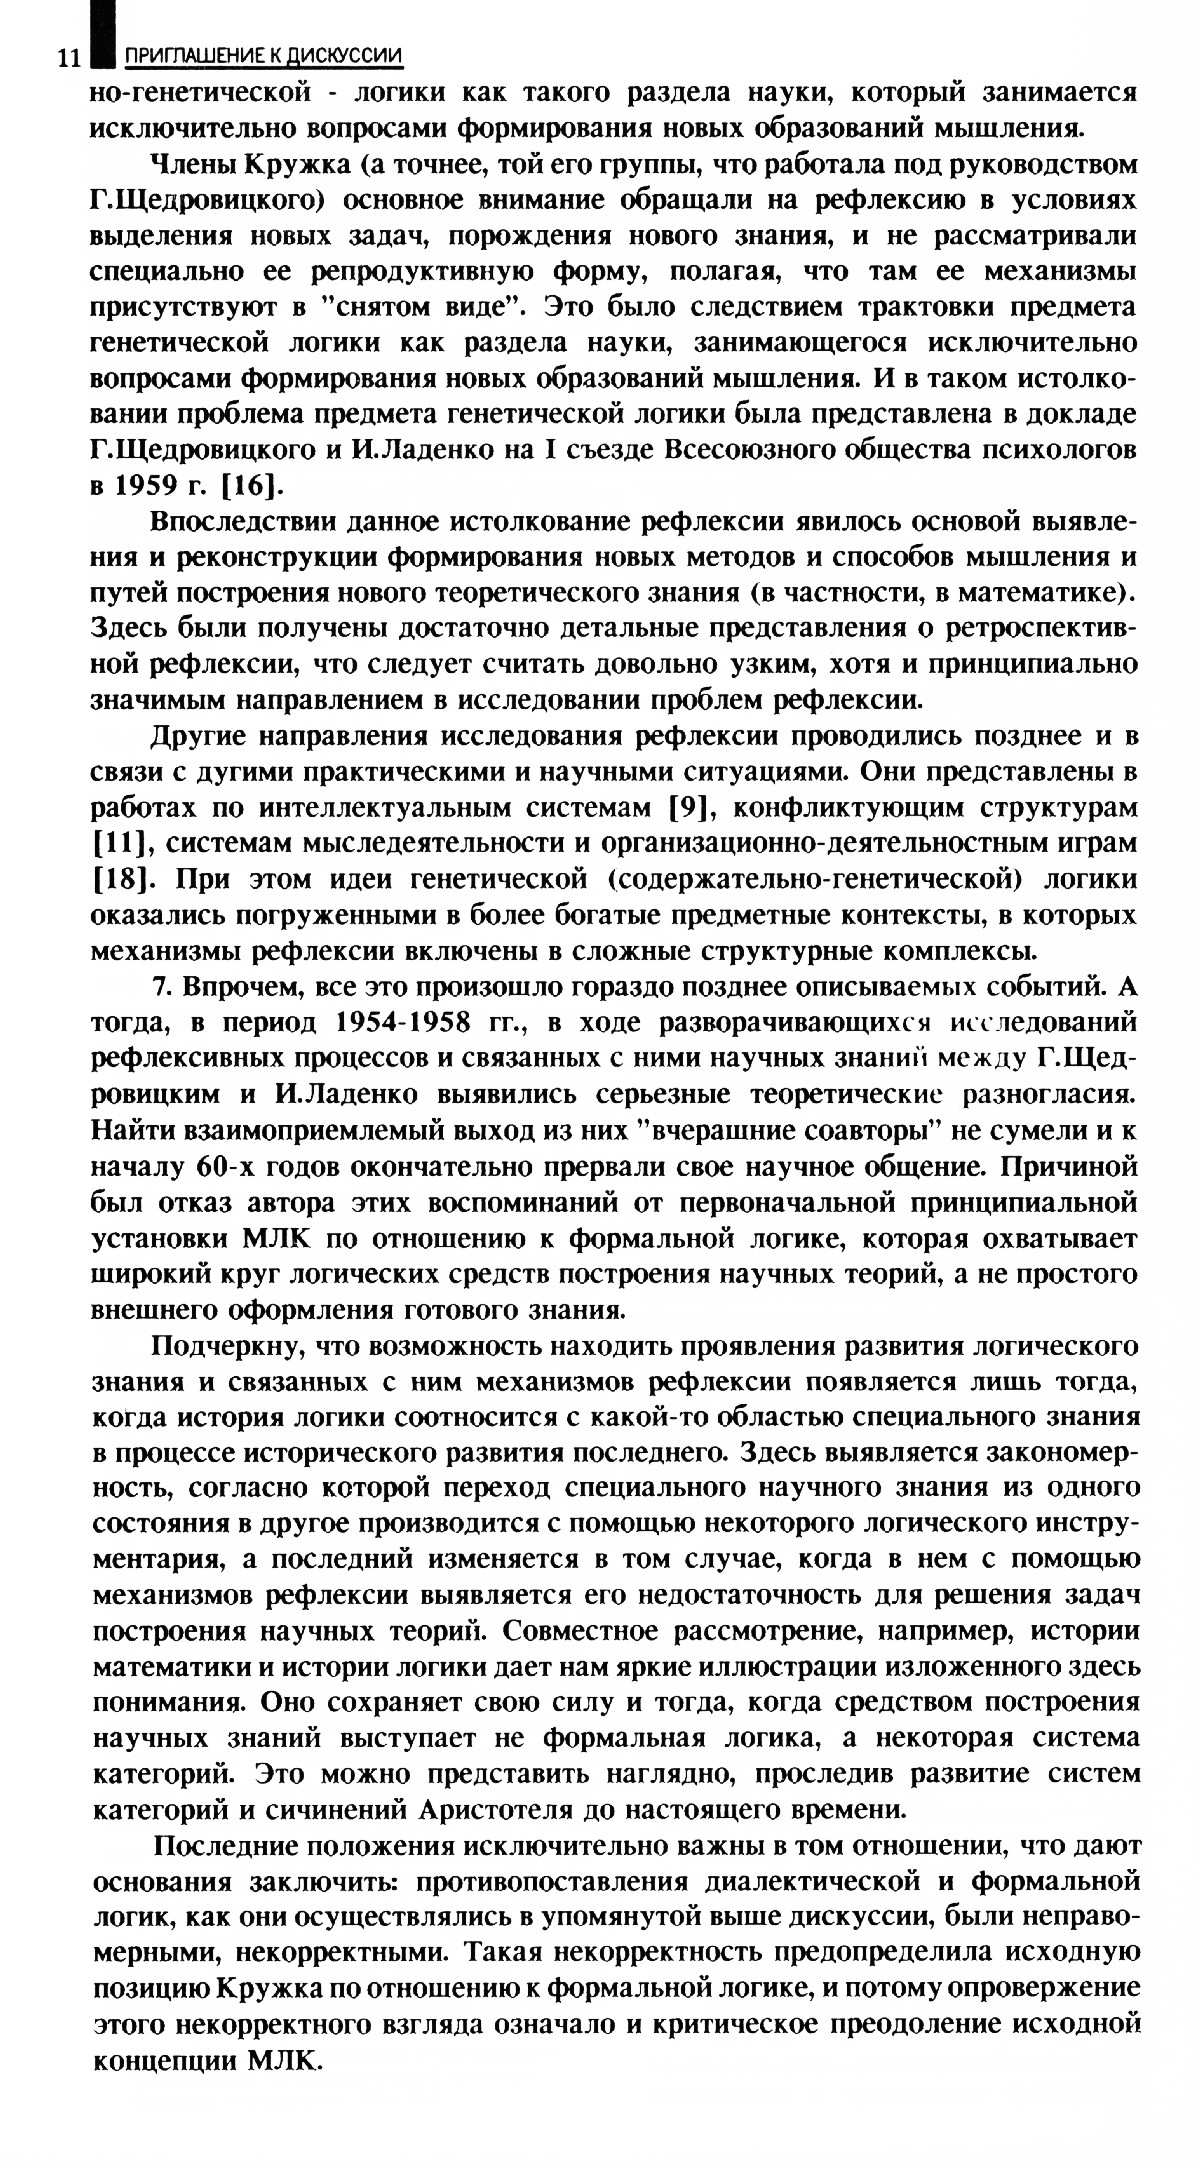 11 ПРИГЛАШЕНИЕ К ДИСКУССИИ
но-генетической - логики как такого раздела науки, который занимается
исключительно вопросами формирования новых образований мышления.
Члены Кружка (а точнее, той его группы, что работала под руководством
Г.Щедровицкого) основное внимание обращали на рефлексию в условиях
выделения новых задач, порождения нового знания, и не рассматривали
специально ее репродуктивную форму, полагая, что там ее механизмы
присутствуют в ”снятом виде”. Это было следствием трактовки предмета
генетической логики как раздела науки, занимающегося исключительно
вопросами формирования новых образований мышления. И в таком истолко-
вании проблема предмета генетической логики была представлена в докладе
Г.Щедровицкого и И.Ладенко на I съезде Всесоюзного общества психологов
в 1959 г. [16].
Впоследствии данное истолкование рефлексии явилось основой выявле-
ния и реконструкции формирования новых методов и способов мышления и
путей построения нового теоретического знания (в частности, в математике).
Здесь были получены достаточно детальные представления о ретроспектив-
ной рефлексии, что следует считать довольно узким, хотя и принципиально
значимым направлением в исследовании проблем рефлексии.
Другие направления исследования рефлексии проводились позднее и в
связи с дугими практическими и научными ситуациями. Они представлены в
работах по интеллектуальным системам [9], конфликтующим структурам
[11], системам мыследеятельности и организационно-деятельностным играм
[18]. При этом идеи генетической (содержательно-генетической) логики
оказались погруженными в более богатые предметные контексты, в которых
механизмы рефлексии включены в сложные структурные комплексы.
7. Впрочем, все это произошло гораздо позднее описываемых событий. А
тогда, в период 1954-1958 гг., в ходе разворачивающихся исследований
рефлексивных процессов и связанных с ними научных знаний между Г.Щед-
ровицким и И.Ладенко выявились серьезные теоретические разногласия.
Найти взаимоприемлемый выход из них ”вчерашние соавторы” не сумели и к
началу 60-х годов окончательно прервали свое научное общение. Причиной
был отказ автора этих воспоминаний от первоначальной принципиальной
установки МЛК по отношению к формальной логике, которая охватывает
широкий круг логических средств построения научных теорий, а не простого
внешнего оформления готового знания.
Подчеркну, что возможность находить проявления развития логического
знания и связанных с ним механизмов рефлексии появляется лишь тогда,
когда история логики соотносится с какой-то областью специального знания
в процессе исторического развития последнего. Здесь выявляется закономер-
ность, согласно которой переход специального научного знания из одного
состояния в другое производится с помощью некоторого логического инстру-
ментария, а последний изменяется в том случае, когда в нем с помощью
механизмов рефлексии выявляется его недостаточность для решения задач
построения научных теорий. Совместное рассмотрение, например, истории
математики и истории логики дает нам яркие иллюстрации изложенного здесь
понимания. Оно сохраняет свою силу и тогда, когда средством построения
научных знаний выступает не формальная логика, а некоторая система
категорий. Это можно представить наглядно, проследив развитие систем
категорий и сичинений Аристотеля до настоящего времени.
Последние положения исключительно важны в том отношении, что дают
основания заключить: противопоставления диалектической и формальной
логик, как они осуществлялись в упомянутой выше дискуссии, были неправо-
мерными, некорректными. Такая некорректность предопределила исходную
позицию Кружка по отношению к формальной логике, и потому опровержение
этого некорректного взгляда означало и критическое преодоление исходной
концепции МЛК.